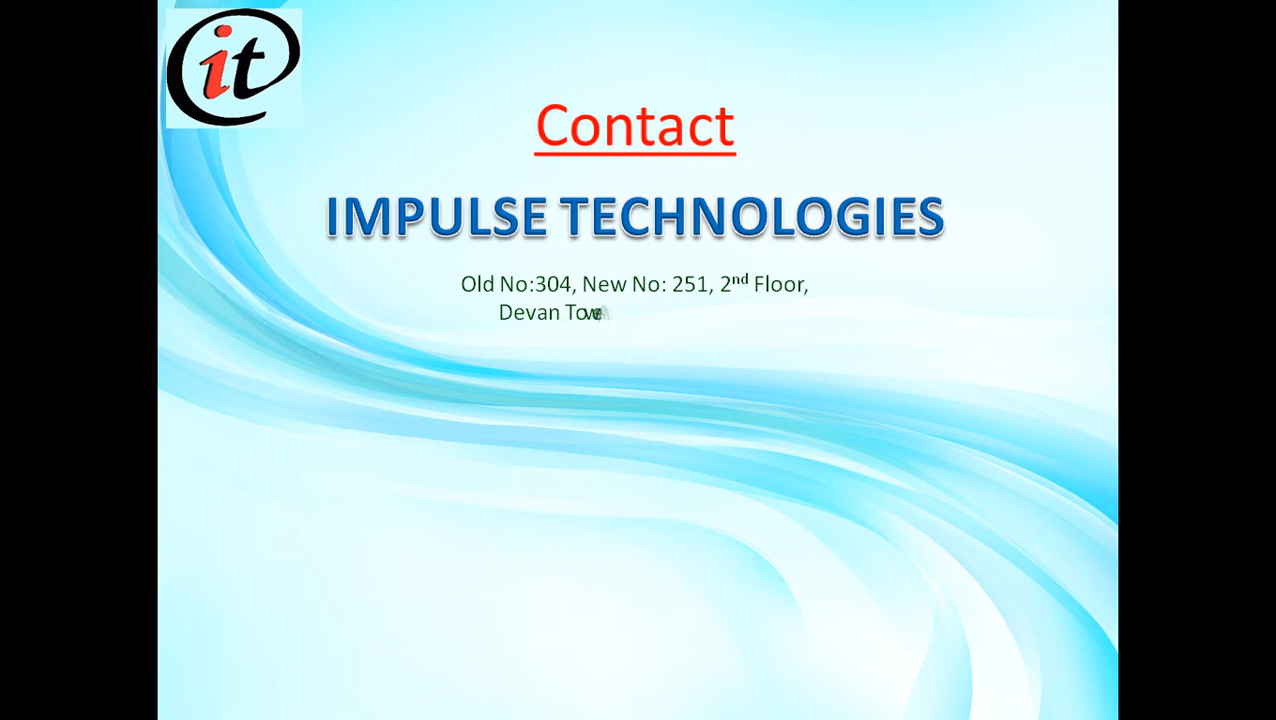 it
Contact
IMPULSE TECHNOLOGIES
Old No:304, New No: 251, 2nd Floor,
Devan